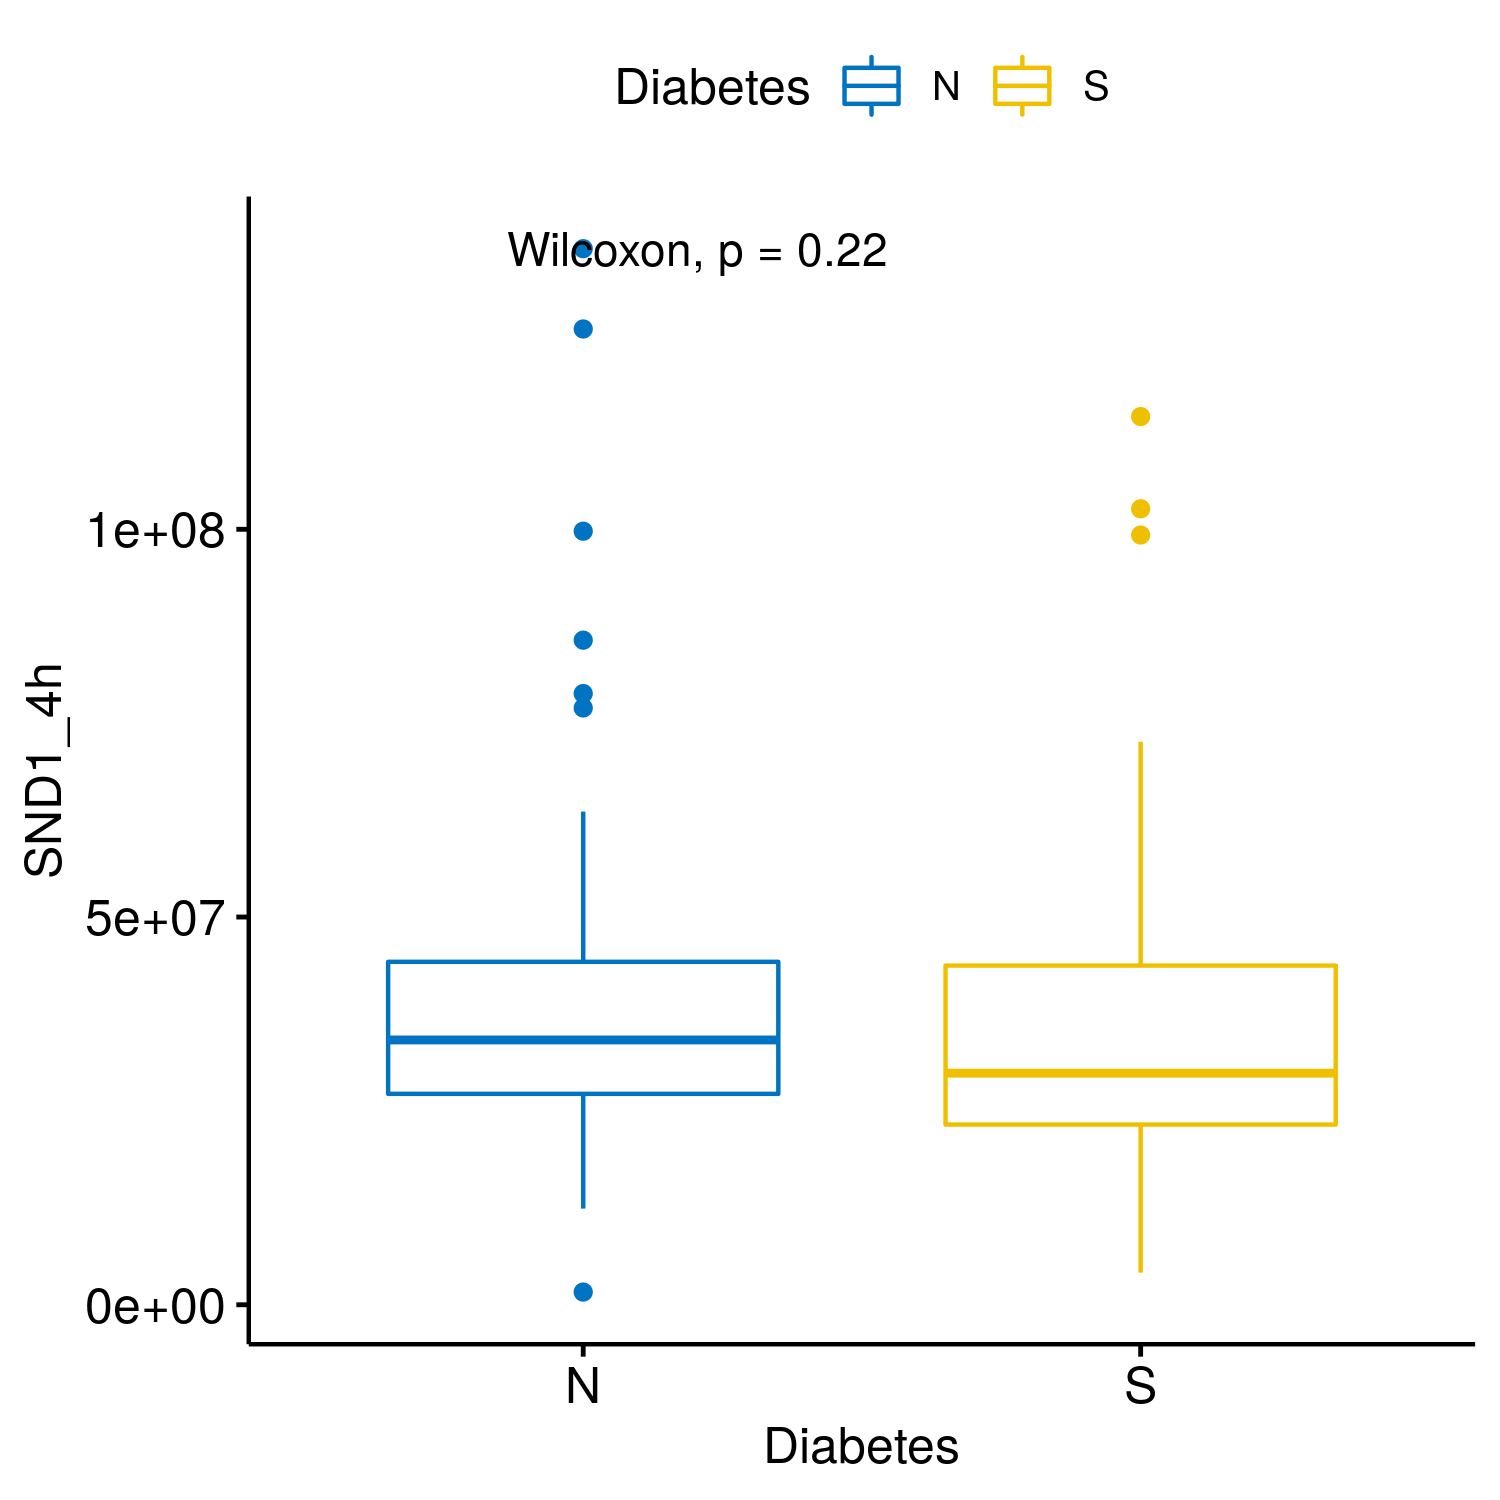 Diabetes N S
Wilcoxon, p = 0.22
1e+08
5e+07
0e+00
SND1_4h
N S
Diabetes